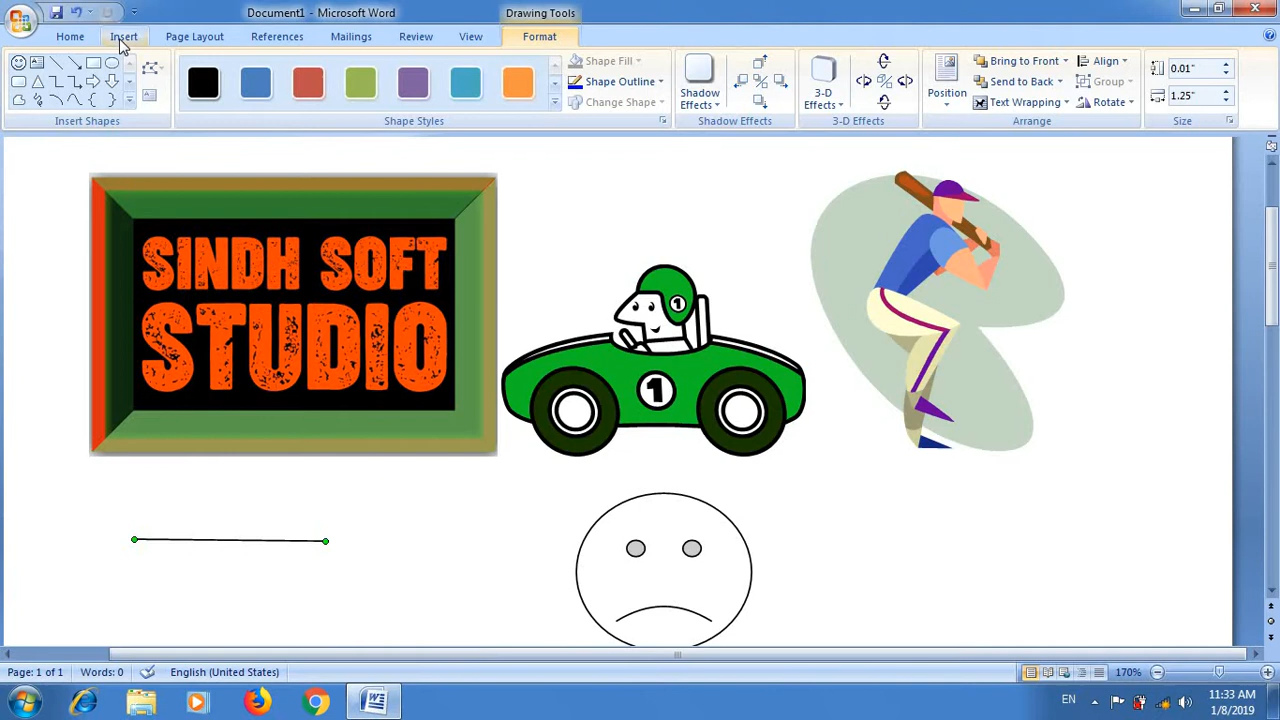 Document1 - Microsoft Word
Drawing Tools
Home
Insert
Page Layout
References
Mailings
Review
View
Format
Insert Shapes
Shape Fill
Shape Outline
Change Shape
Shape Styles
Shadow
Effects
Shadow Effects
3-D
Effects
3-D Effects
Position
Bring to Front
Send to Back
Text Wrapping
Align
Group
Rotate
Arrange
0.01"
1.25"
Size
SINDH SOFT
STUDIO
1
1
Page: 1 of 1
Words: 0
English (United States)
170%
EN
11:33 AM
1/8/2019